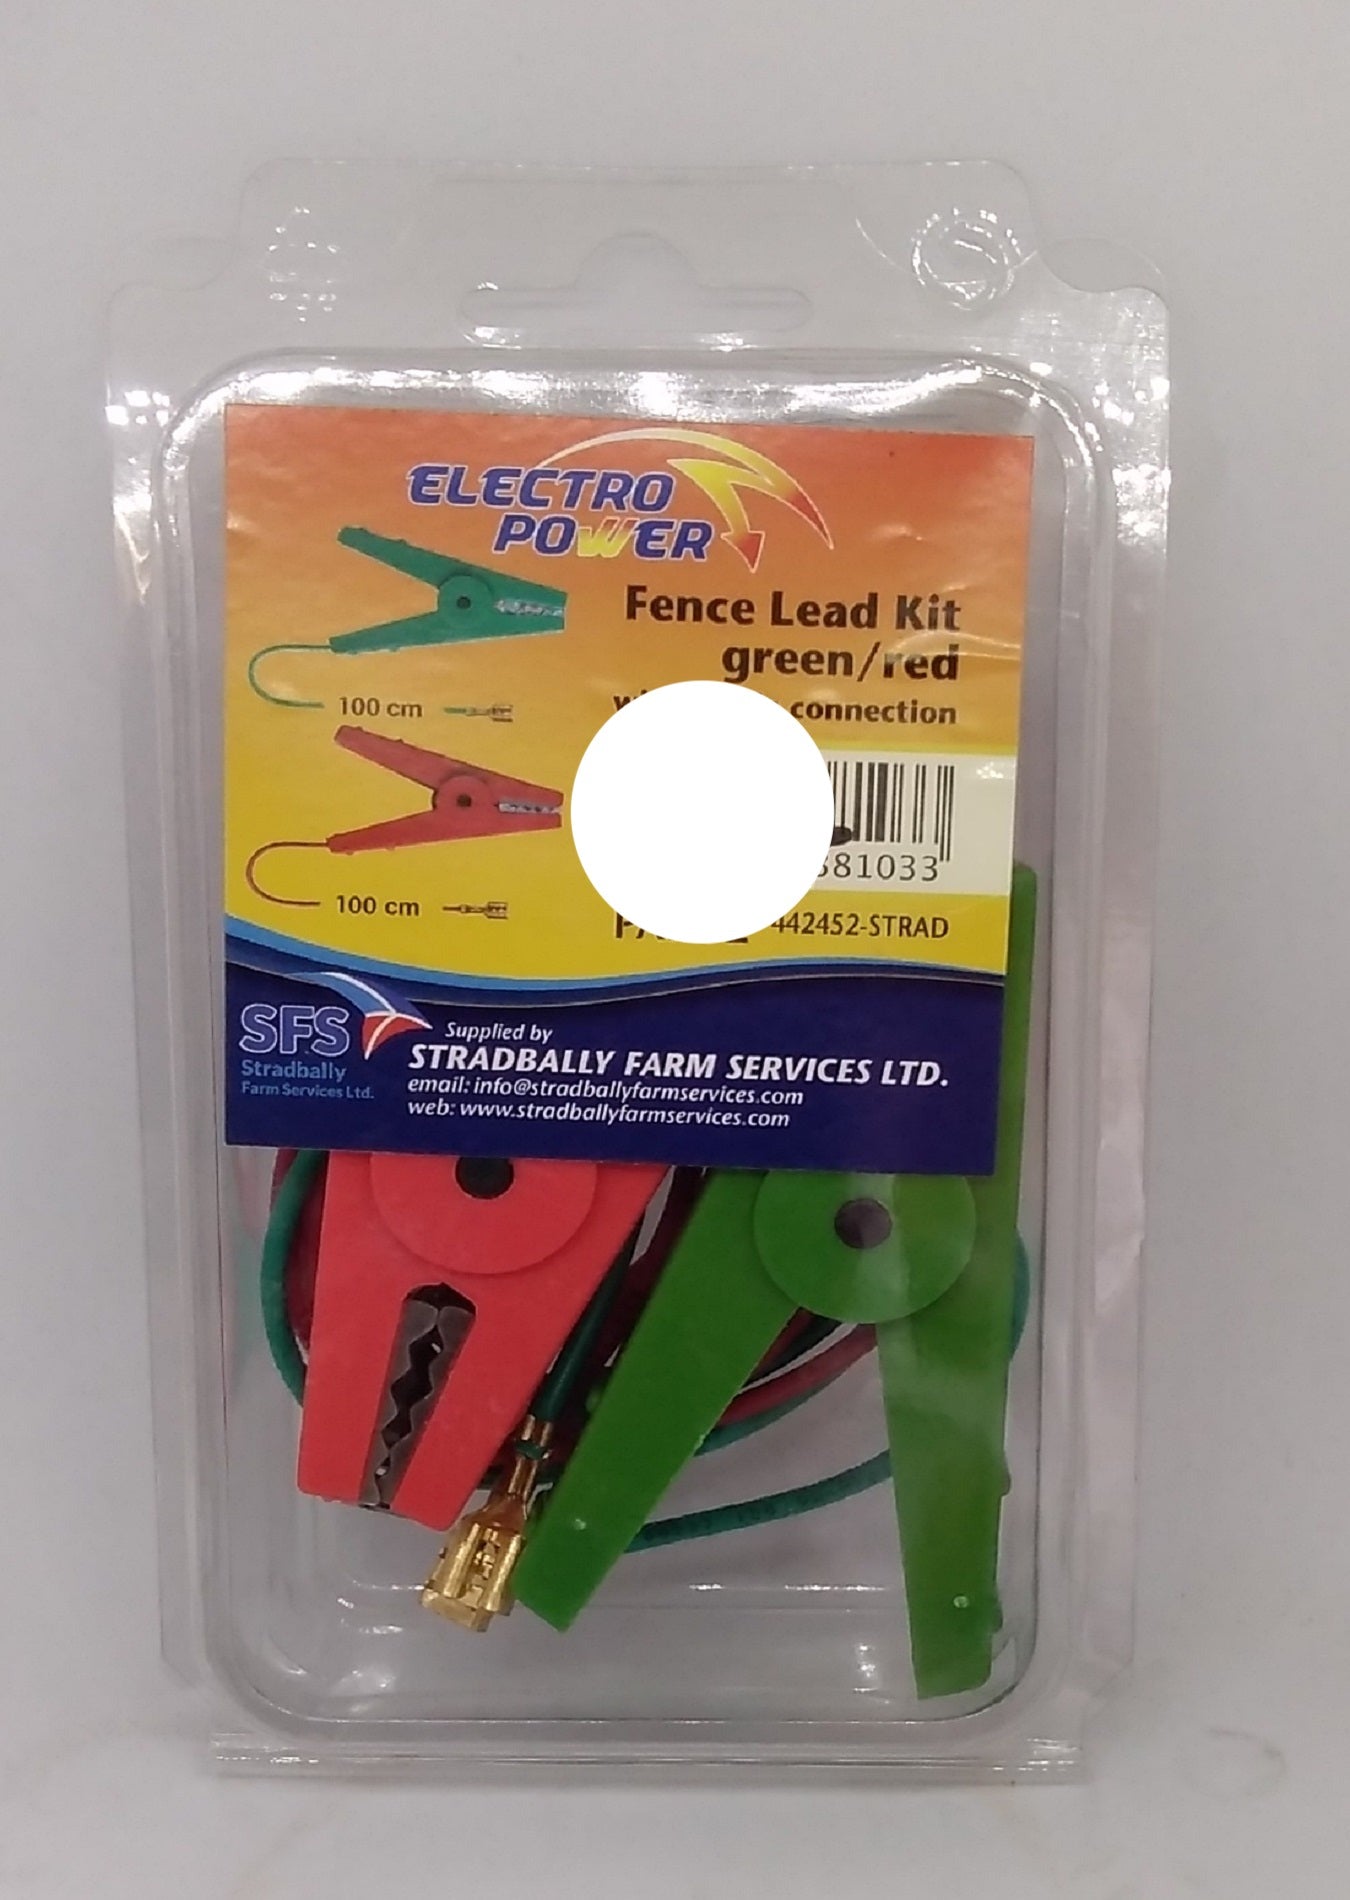 ELECTRO
POWER
Fence Lead Kit
green/red
connection
100 cm
81033
100 cm
442452-STRAD
SFS
Stradbally
Farm Services Ltd.
Supplied by
STRADBALLY FARM SERVICES LTD.
email: info@stradballyfarmservices.com
web: www.stradballyfarmservices.com